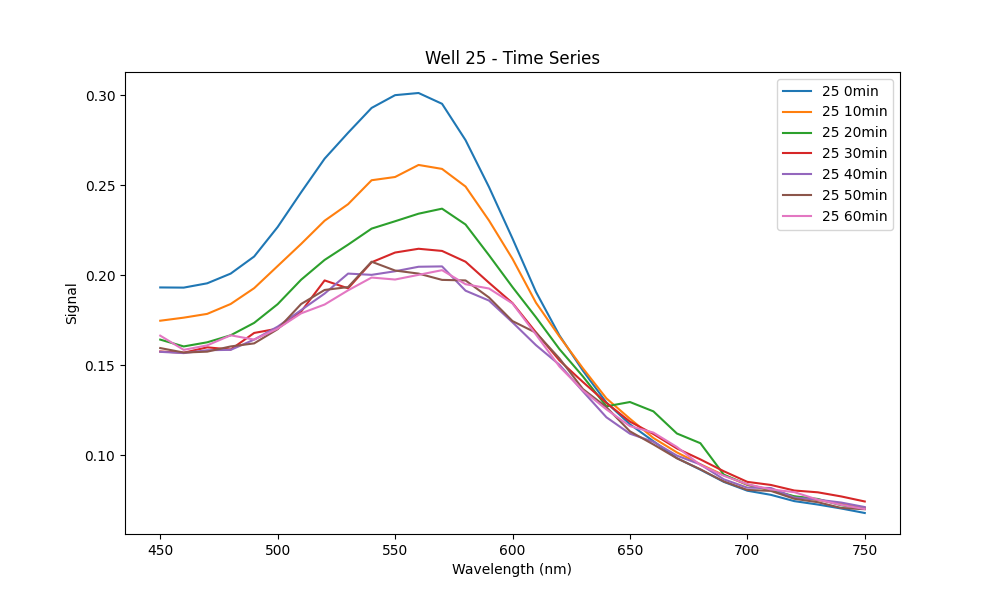 Well 25 - Time Series
Signal
0.30
0.25
0.20
0.15
0.10
25 0min
25 10min
25 20min
25 30min
25 40min
25 50min
25 60min
450 500 550 600 650 700 750
Wavelength (nm)